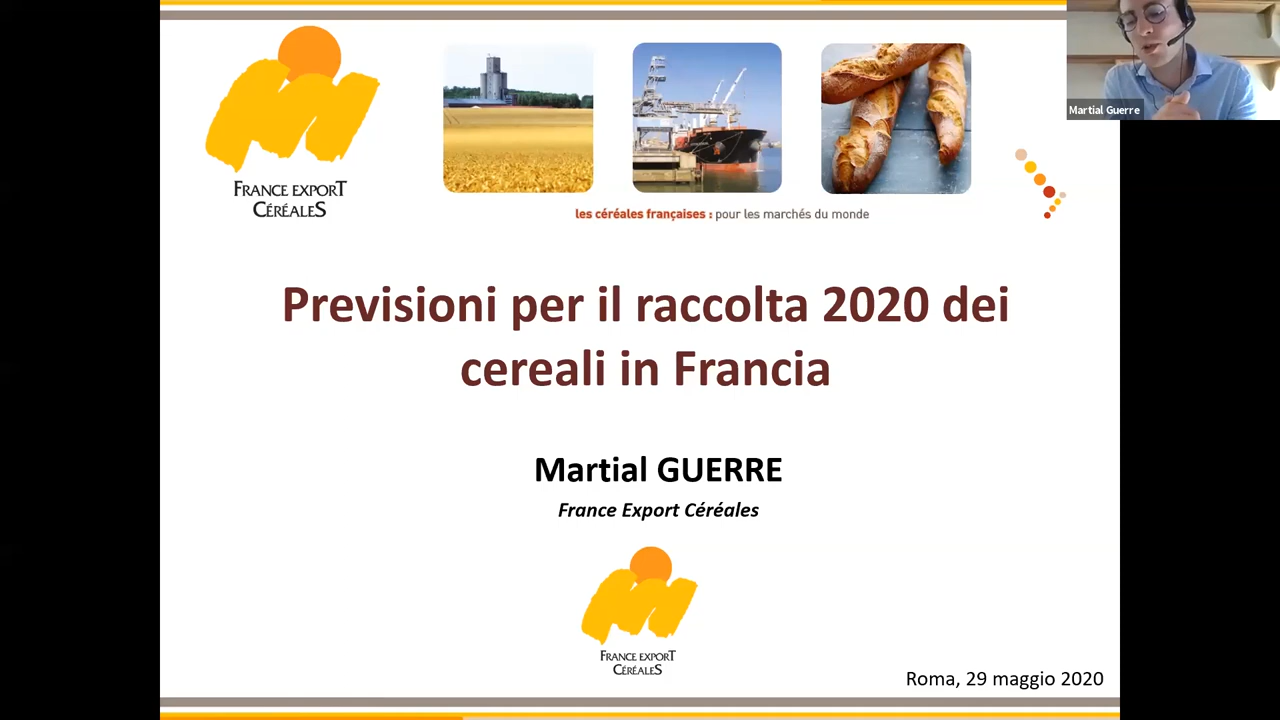 Martial Guerre
FRANCE EXPORT
CÉRÉALES
les céréales françaises : pour les marchés du monde
Previsioni per il raccolta 2020 dei
cereali in Francia
Martial GUERRE
France Export Céréales
FRANCE EXPORT
CÉRÉALES
Roma, 29 maggio 2020